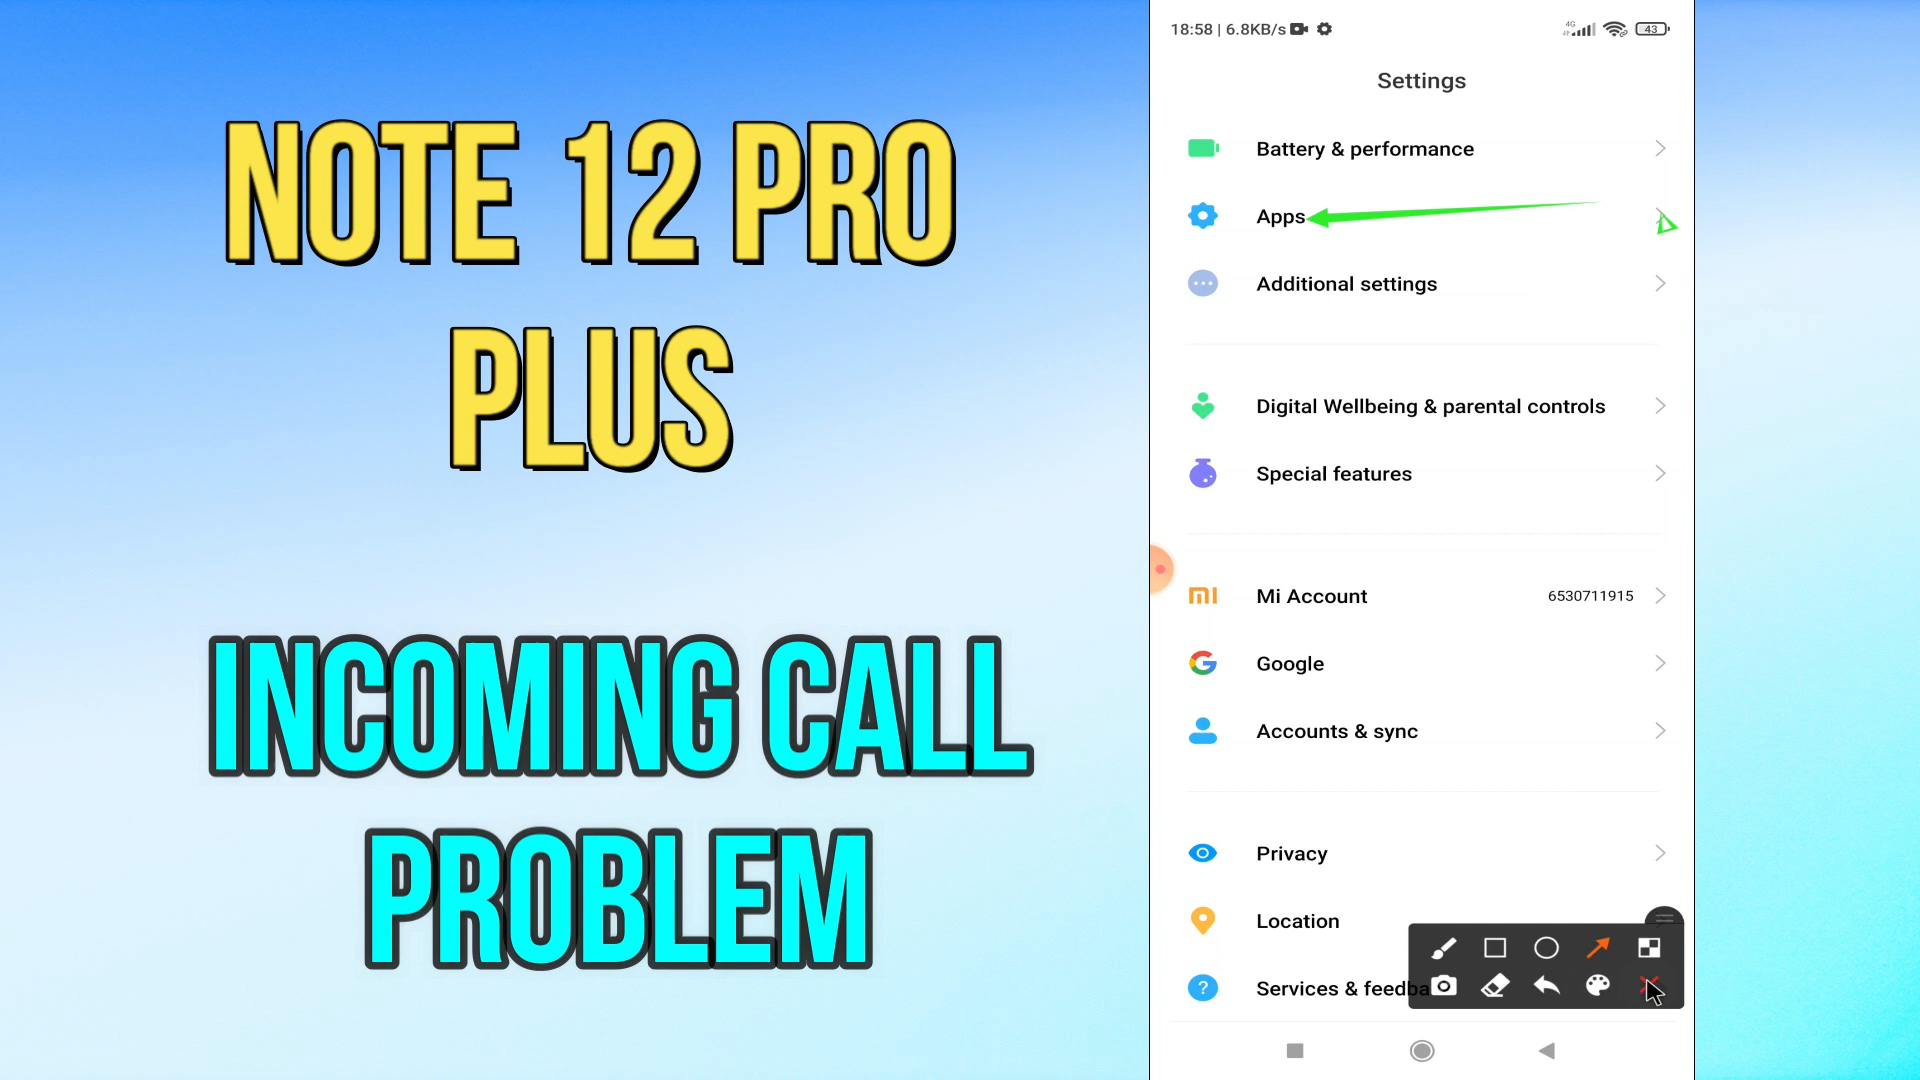 NOTE 12 PRO
PLUS
INCOMING CALL
PROBLEM
18:58 | 6.8KB/s
4G
43
Settings
Battery & performance
Apps
Additional settings
Digital Wellbeing & parental controls
Special features
Mi Account
6530711915
Google
Accounts & sync
Privacy
Location
Services & feedba